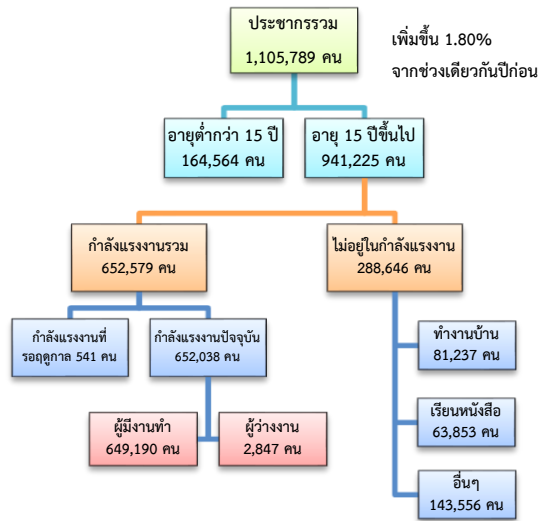 ประชากรรวม
1,105,789 คน
เพิ่มขึ้น 1.80%
จากช่วงเดียวกันปีก่อน
อายุต่ำกว่า 15 ปี
164,564 คน
อายุ 15 ปีขึ้นไป
941,225 คน
กำลังแรงงานรวม
652,579 คน
ไม่อยู่ในกำลังแรงงาน
288,646 คน
กำลังแรงงานที่
รอฤดูกาล 541 คน
กำลังแรงงานปัจจุบัน
652,038 คน
ทำงานบ้าน
81,237 คน
ผู้มีงานทำ
649,190 คน
ผู้ว่างงาน
2,847 คน
เรียนหนังสือ
63,853 คน
อื่นๆ
143,556 คน